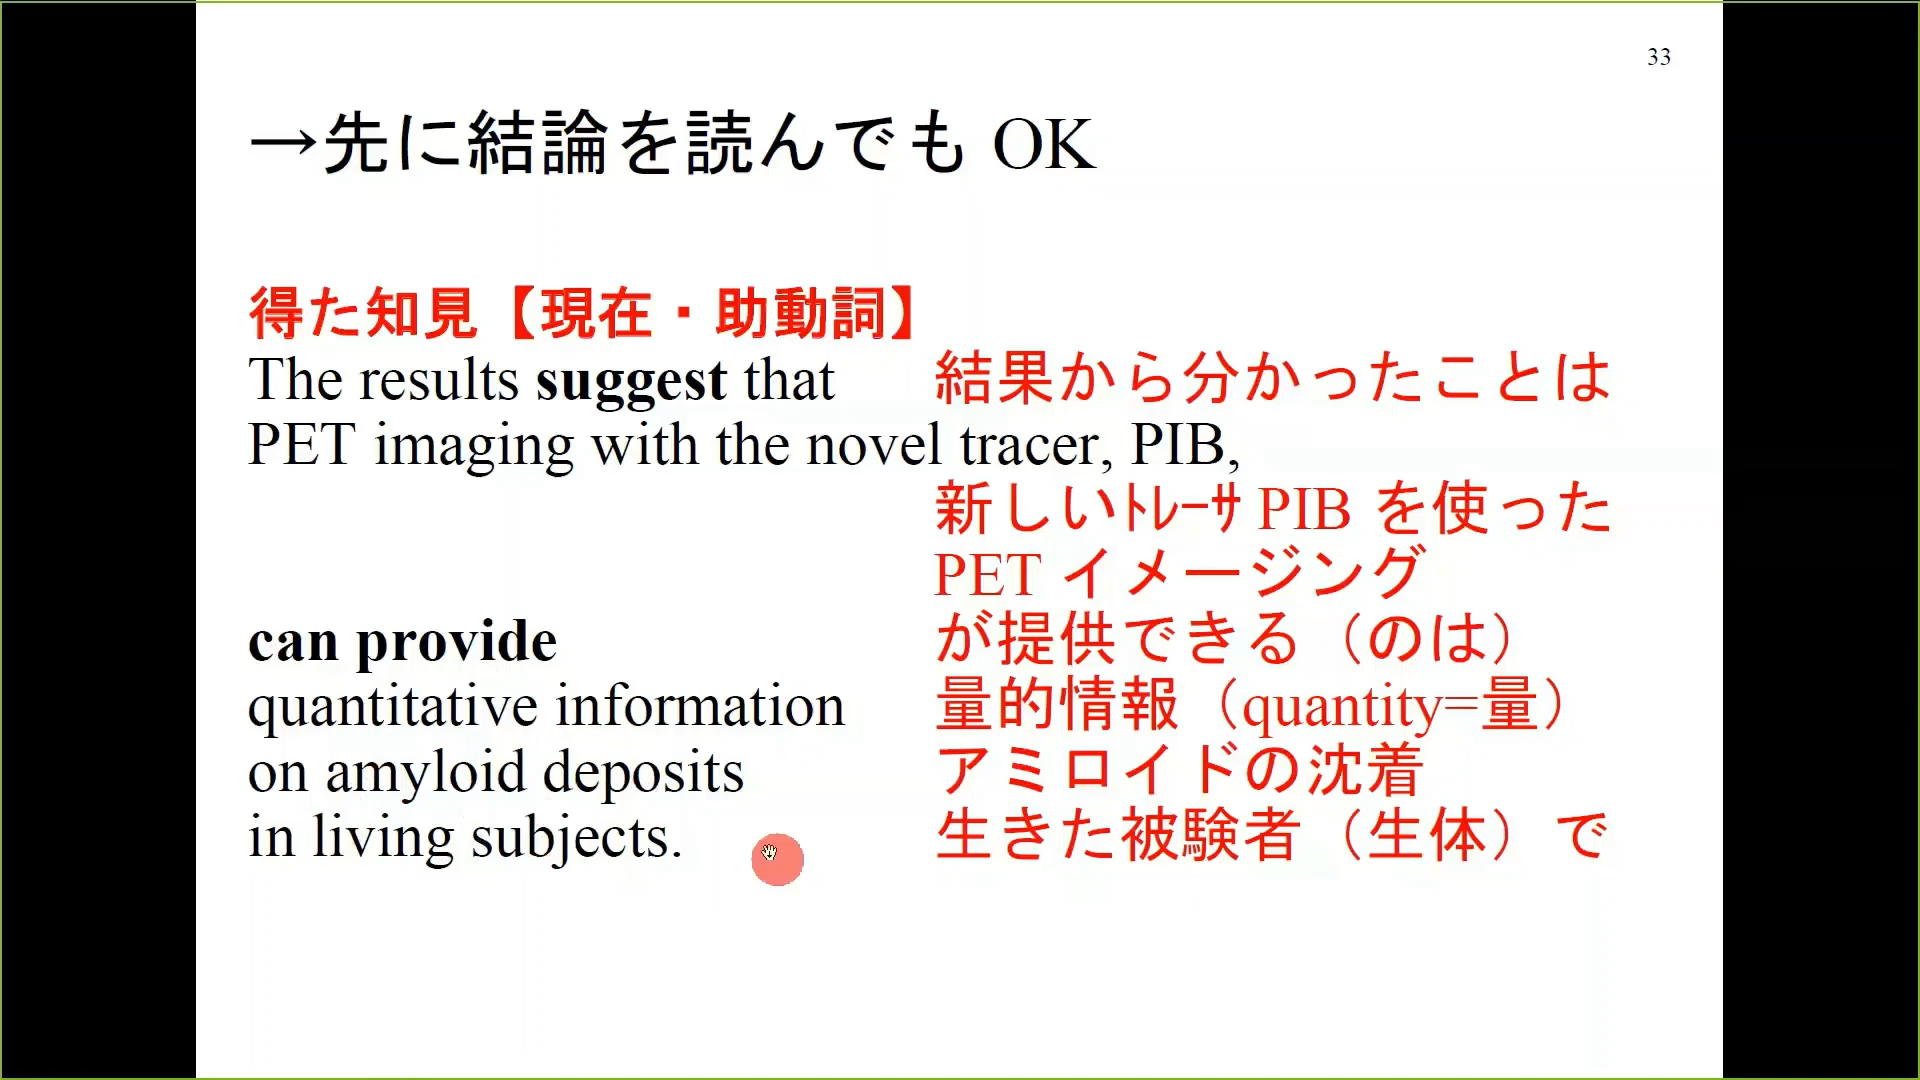 33
→先に結論を読んでも OK
得た知見【現在・助動詞】
The results suggest that 結果から分かったことは
PET imaging with the novel tracer, PIB,
新しいﾄﾚｰｻ PIB を使った
PET イメージング
can provide が提供できる（のは）
quantitative information 量的情報（quantity=量）
on amyloid deposits アミロイドの沈着
in living subjects. 生きた被験者（生体）で